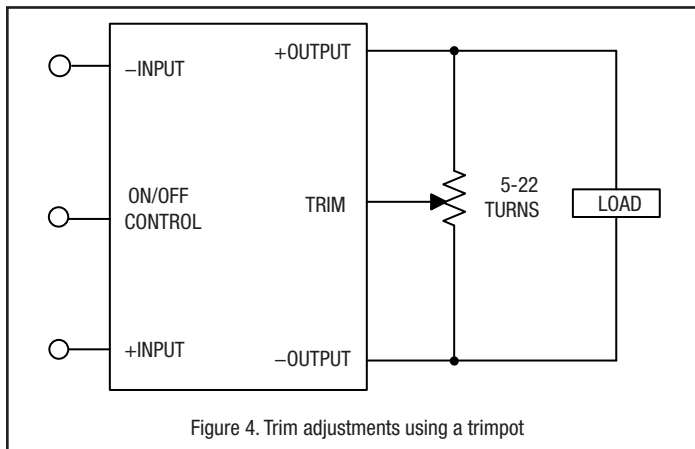 –INPUT
+OUTPUT
ON/OFF
CONTROL
TRIM
5-22
TURNS
LOAD
+INPUT
–OUTPUT
Figure 4. Trim adjustments using a trimpot